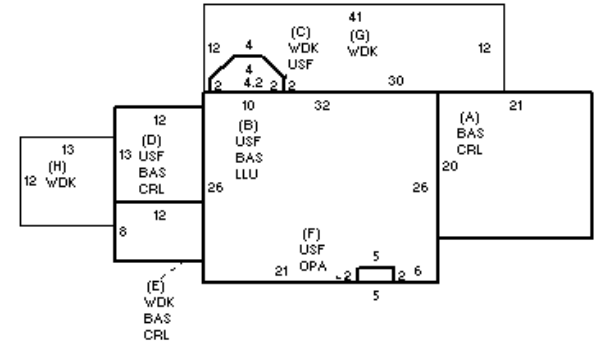 41
(C) (G)
12 4 WDK WDK 12
USF
4
2 4.2 2 2 30
10 32 21
12 (B) (A)
13 (D) USF BAS
13 USF BAS CRL
(H) BAS LLU 20
12 WDK CRL 26 26
12
8 (F)
USF 5
21 OPA 2 2 6
(E) 5
WDK
BAS
CRL